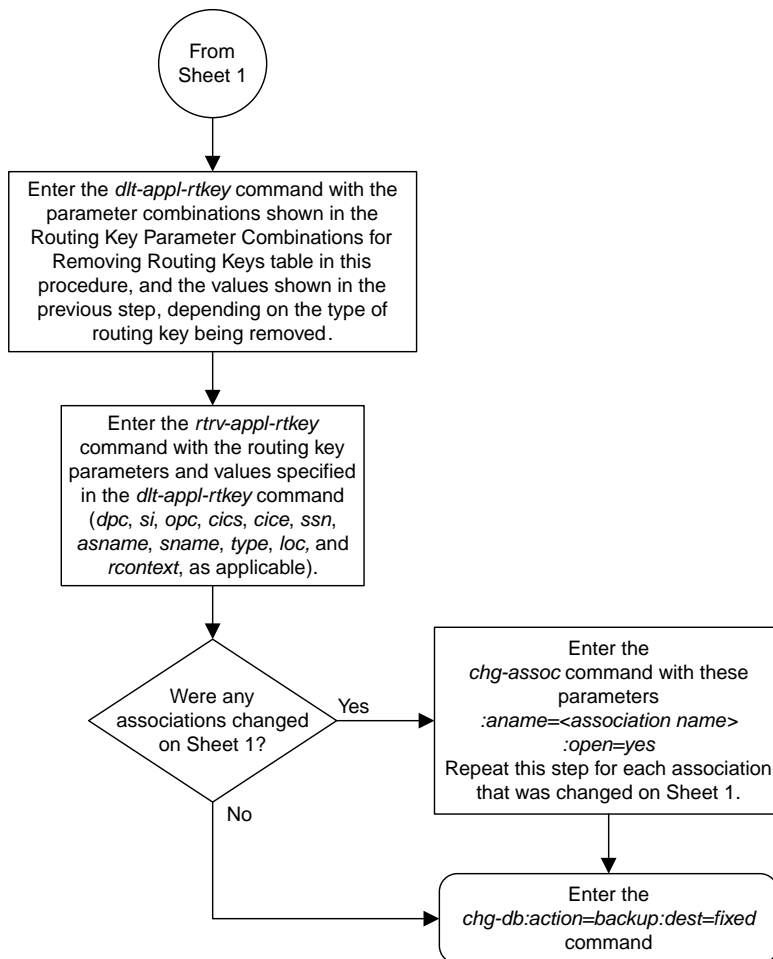 From
Sheet 1
Enter the dlt-appl-rtkey command with the
parameter combinations shown in the
Routing Key Parameter Combinations for
Removing Routing Keys table in this
procedure, and the values shown in the
previous step, depending on the type of
routing key being removed.
Enter the rtrv-appl-rtkey
command with the routing key
parameters and values specified
in the dlt-appl-rtkey command
(dpc, si, opc, cics, cice, ssn,
asname, sname, type, loc, and
rcontext, as applicable).
Were any
associations changed
on Sheet 1?
Yes
No
Enter the
chg-assoc command with these
parameters
:aname=<association name>
:open=yes
Repeat this step for each association
that was changed on Sheet 1.
Enter the
chg-db:action=backup:dest=fixed
command